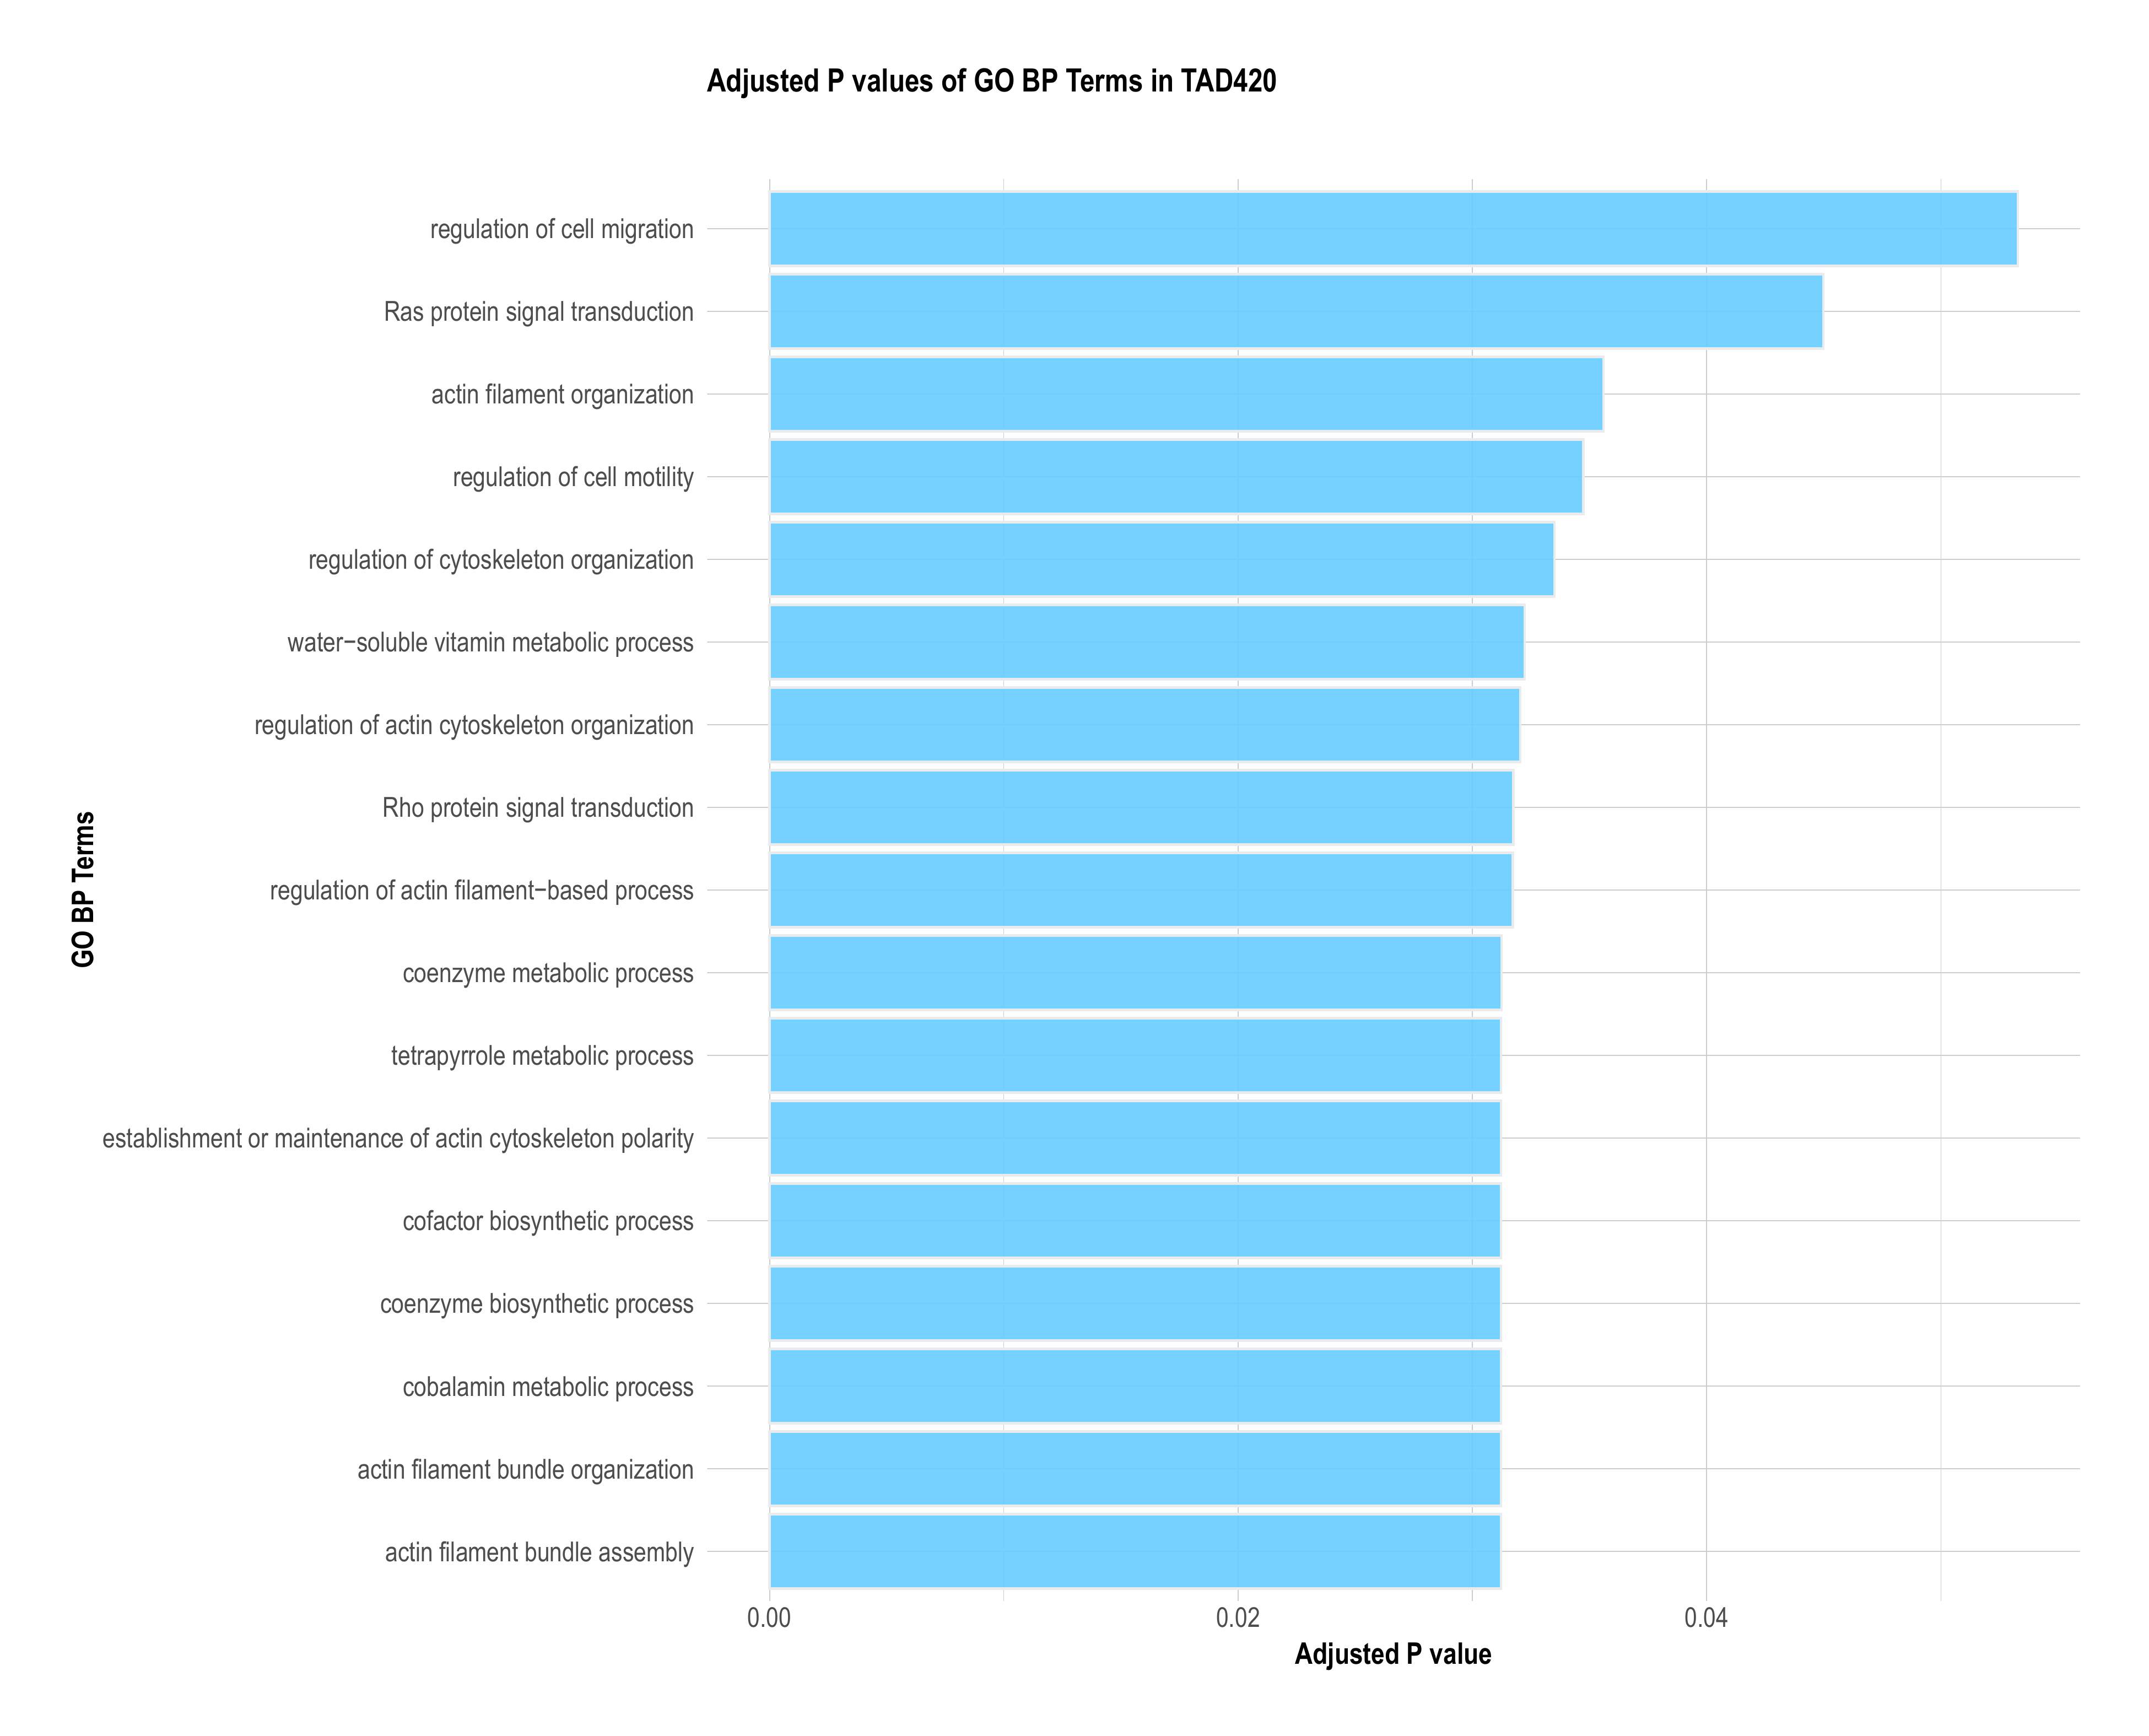 Adjusted P values of GO BP Terms in TAD420
regulation of cell migration
Ras protein signal transduction
actin filament organization
regulation of cell motility
regulation of cytoskeleton organization
water−soluble vitamin metabolic process
regulation of actin cytoskeleton organization
Rho protein signal transduction
regulation of actin filament−based process
coenzyme metabolic process
tetrapyrrole metabolic process
establishment or maintenance of actin cytoskeleton polarity
cofactor biosynthetic process
coenzyme biosynthetic process
cobalamin metabolic process
actin filament bundle organization
actin filament bundle assembly
GO BP Terms
0.00 0.02 0.04
Adjusted P value